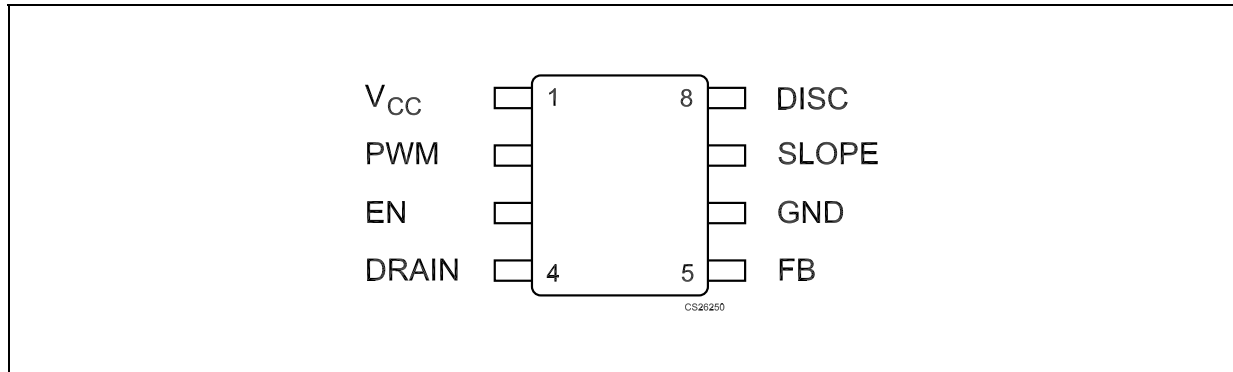 VCC 1 8 DISC
PWM SLOPE
EN GND
DRAIN 4 5 FB
CS26250